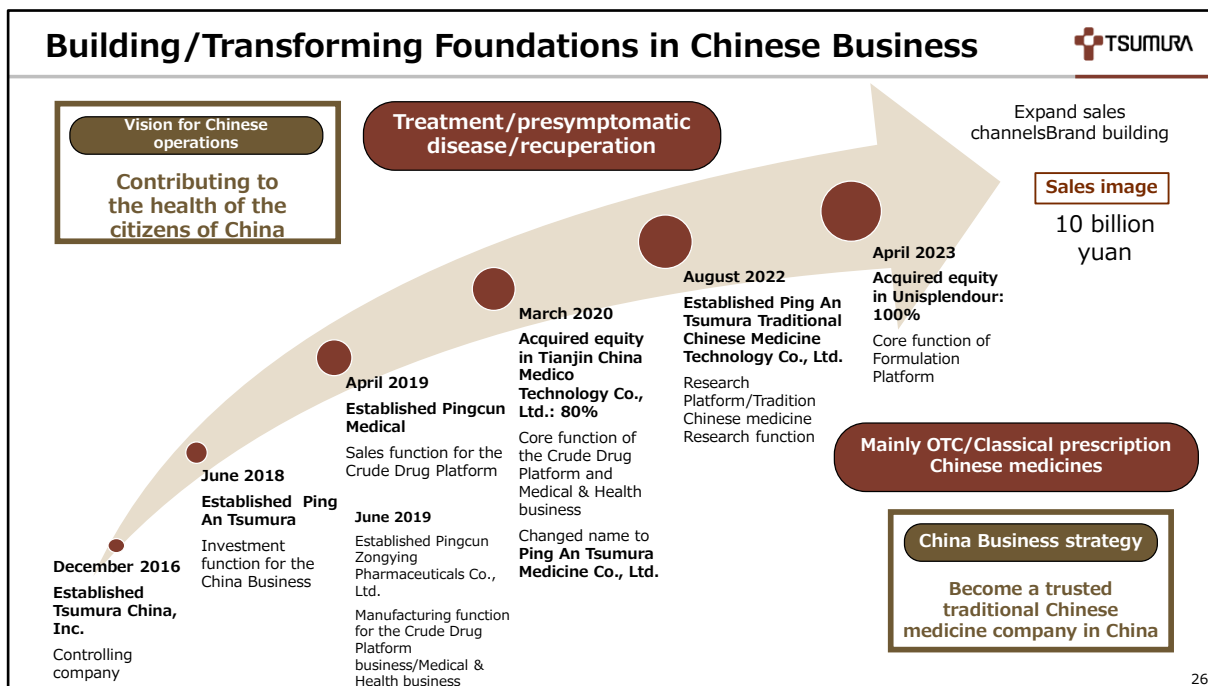 Building/Transforming Foundations in Chinese Business
TSUMURA
Vision for Chinese
operations
Contributing to
the health of the
citizens of China
Treatment/presymptomatic
disease/recuperation
Expand sales
channelsBrand building
Sales image
10 billion
yuan
December 2016
Established
Tsumura China,
Inc.
Controlling
company
June 2018
Established Ping
An Tsumura
Investment
function for the
China Business
April 2019
Established Pingcun
Medical
Sales function for the
Crude Drug Platform
June 2019
Established Pingcun
Zongying
Pharmaceuticals Co.,
Ltd.
Manufacturing function
for the Crude Drug
Platform
business/Medical &
Health business
March 2020
Acquired equity
in Tianjin China
Medico
Technology Co.,
Ltd.: 80%
Core function of
the Crude Drug
Platform and
Medical & Health
business
Changed name to
Ping An Tsumura
Medicine Co., Ltd.
August 2022
Established Ping An
Tsumura Traditional
Chinese Medicine
Technology Co., Ltd.
Research
Platform/Tradition
Chinese medicine
Research function
April 2023
Acquired equity
in Unisplendour:
100%
Core function of
Formulation
Platform
Mainly OTC/Classical prescription
Chinese medicines
China Business strategy
Become a trusted
traditional Chinese
medicine company in China
26